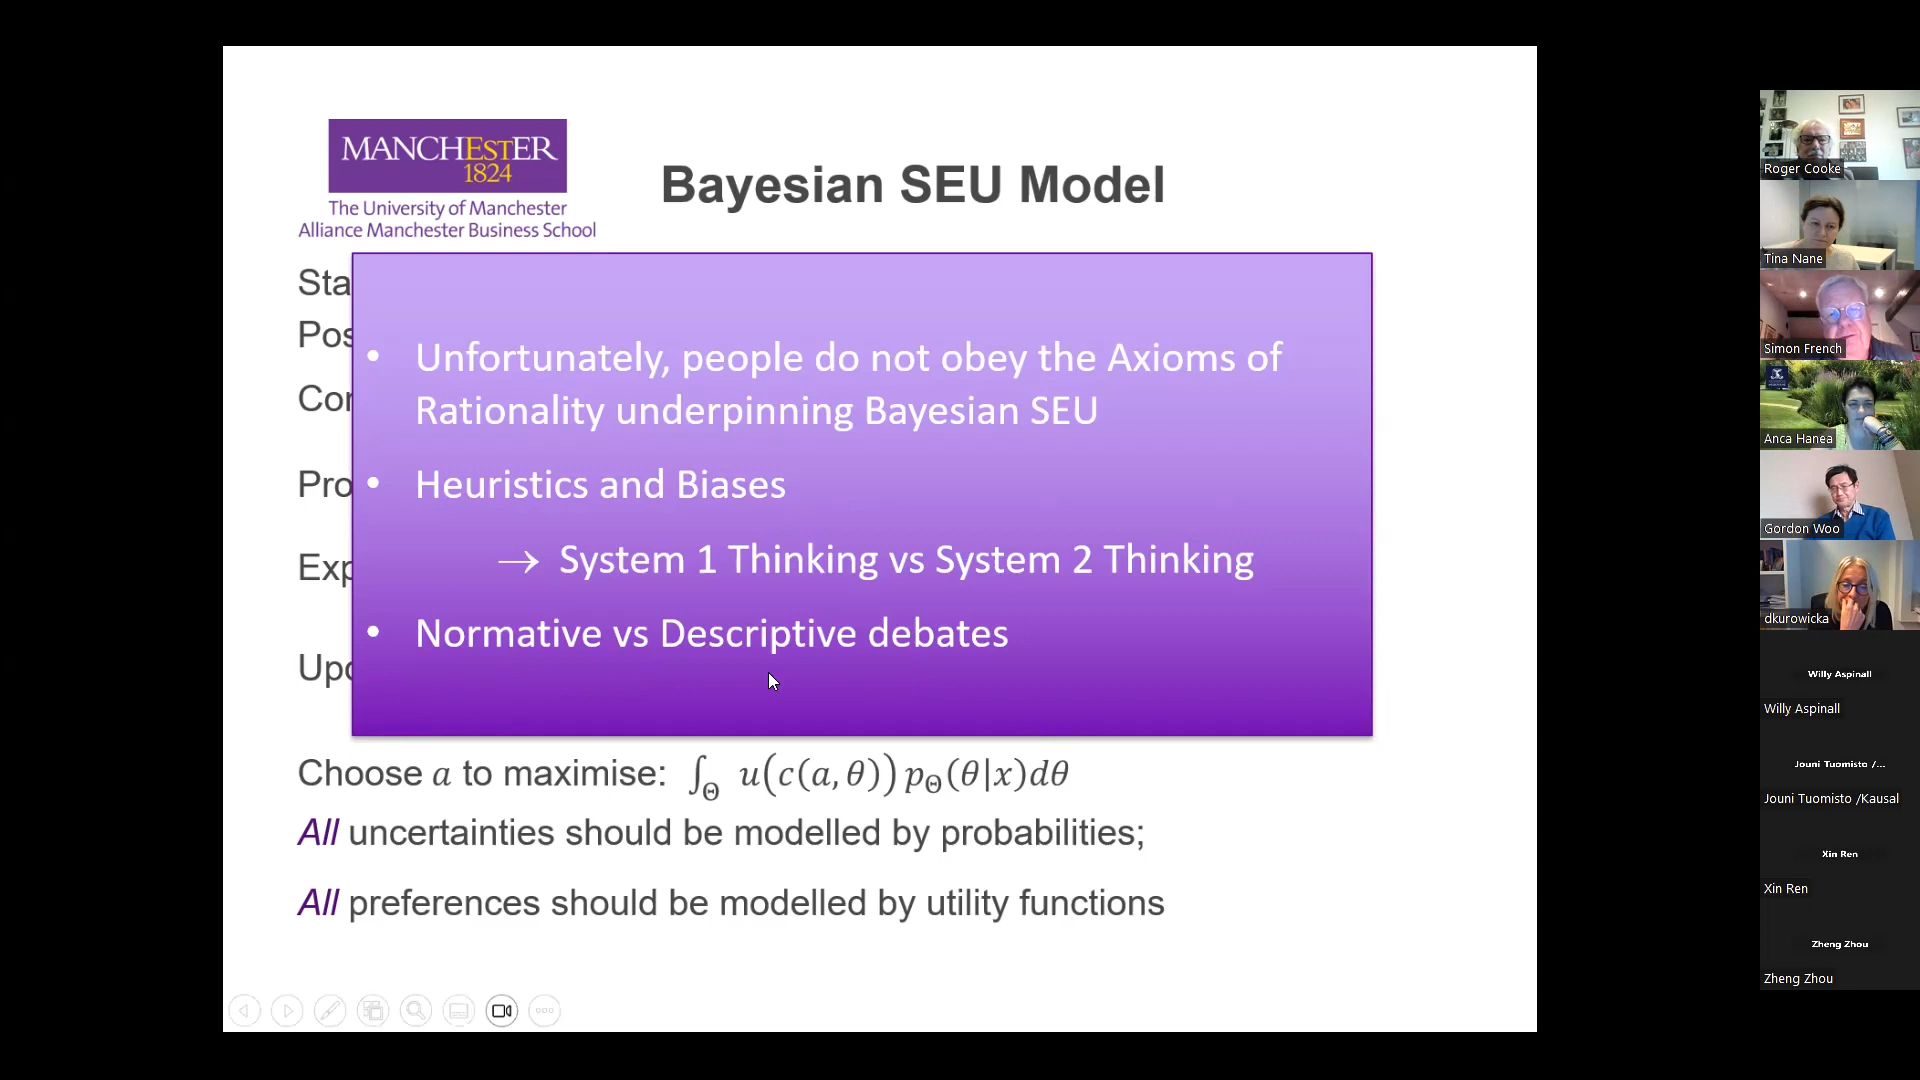 MANCHESTER
1824
The University of Manchester
Alliance Manchester Business School
Bayesian SEU Model
Sta
Pos
Con
Pro
Exp
Upd
• Unfortunately, people do not obey the Axioms of
Rationality underpinning Bayesian SEU
• Heuristics and Biases
→ System 1 Thinking vs System 2 Thinking
• Normative vs Descriptive debates
Choose a to maximise: ∫_Θ u(c(a, θ)) p_Θ(θ|x)dθ
All uncertainties should be modelled by probabilities;
All preferences should be modelled by utility functions
Roger Cooke
Tina Nane
Simon French
Anca Hanea
Gordon Woo
dkurowicka
Willy Aspinall
Willy Aspinall
Jouni Tuomisto /...
Jouni Tuomisto /Kausal
Xin Ren
Xin Ren
Zheng Zhou
Zheng Zhou